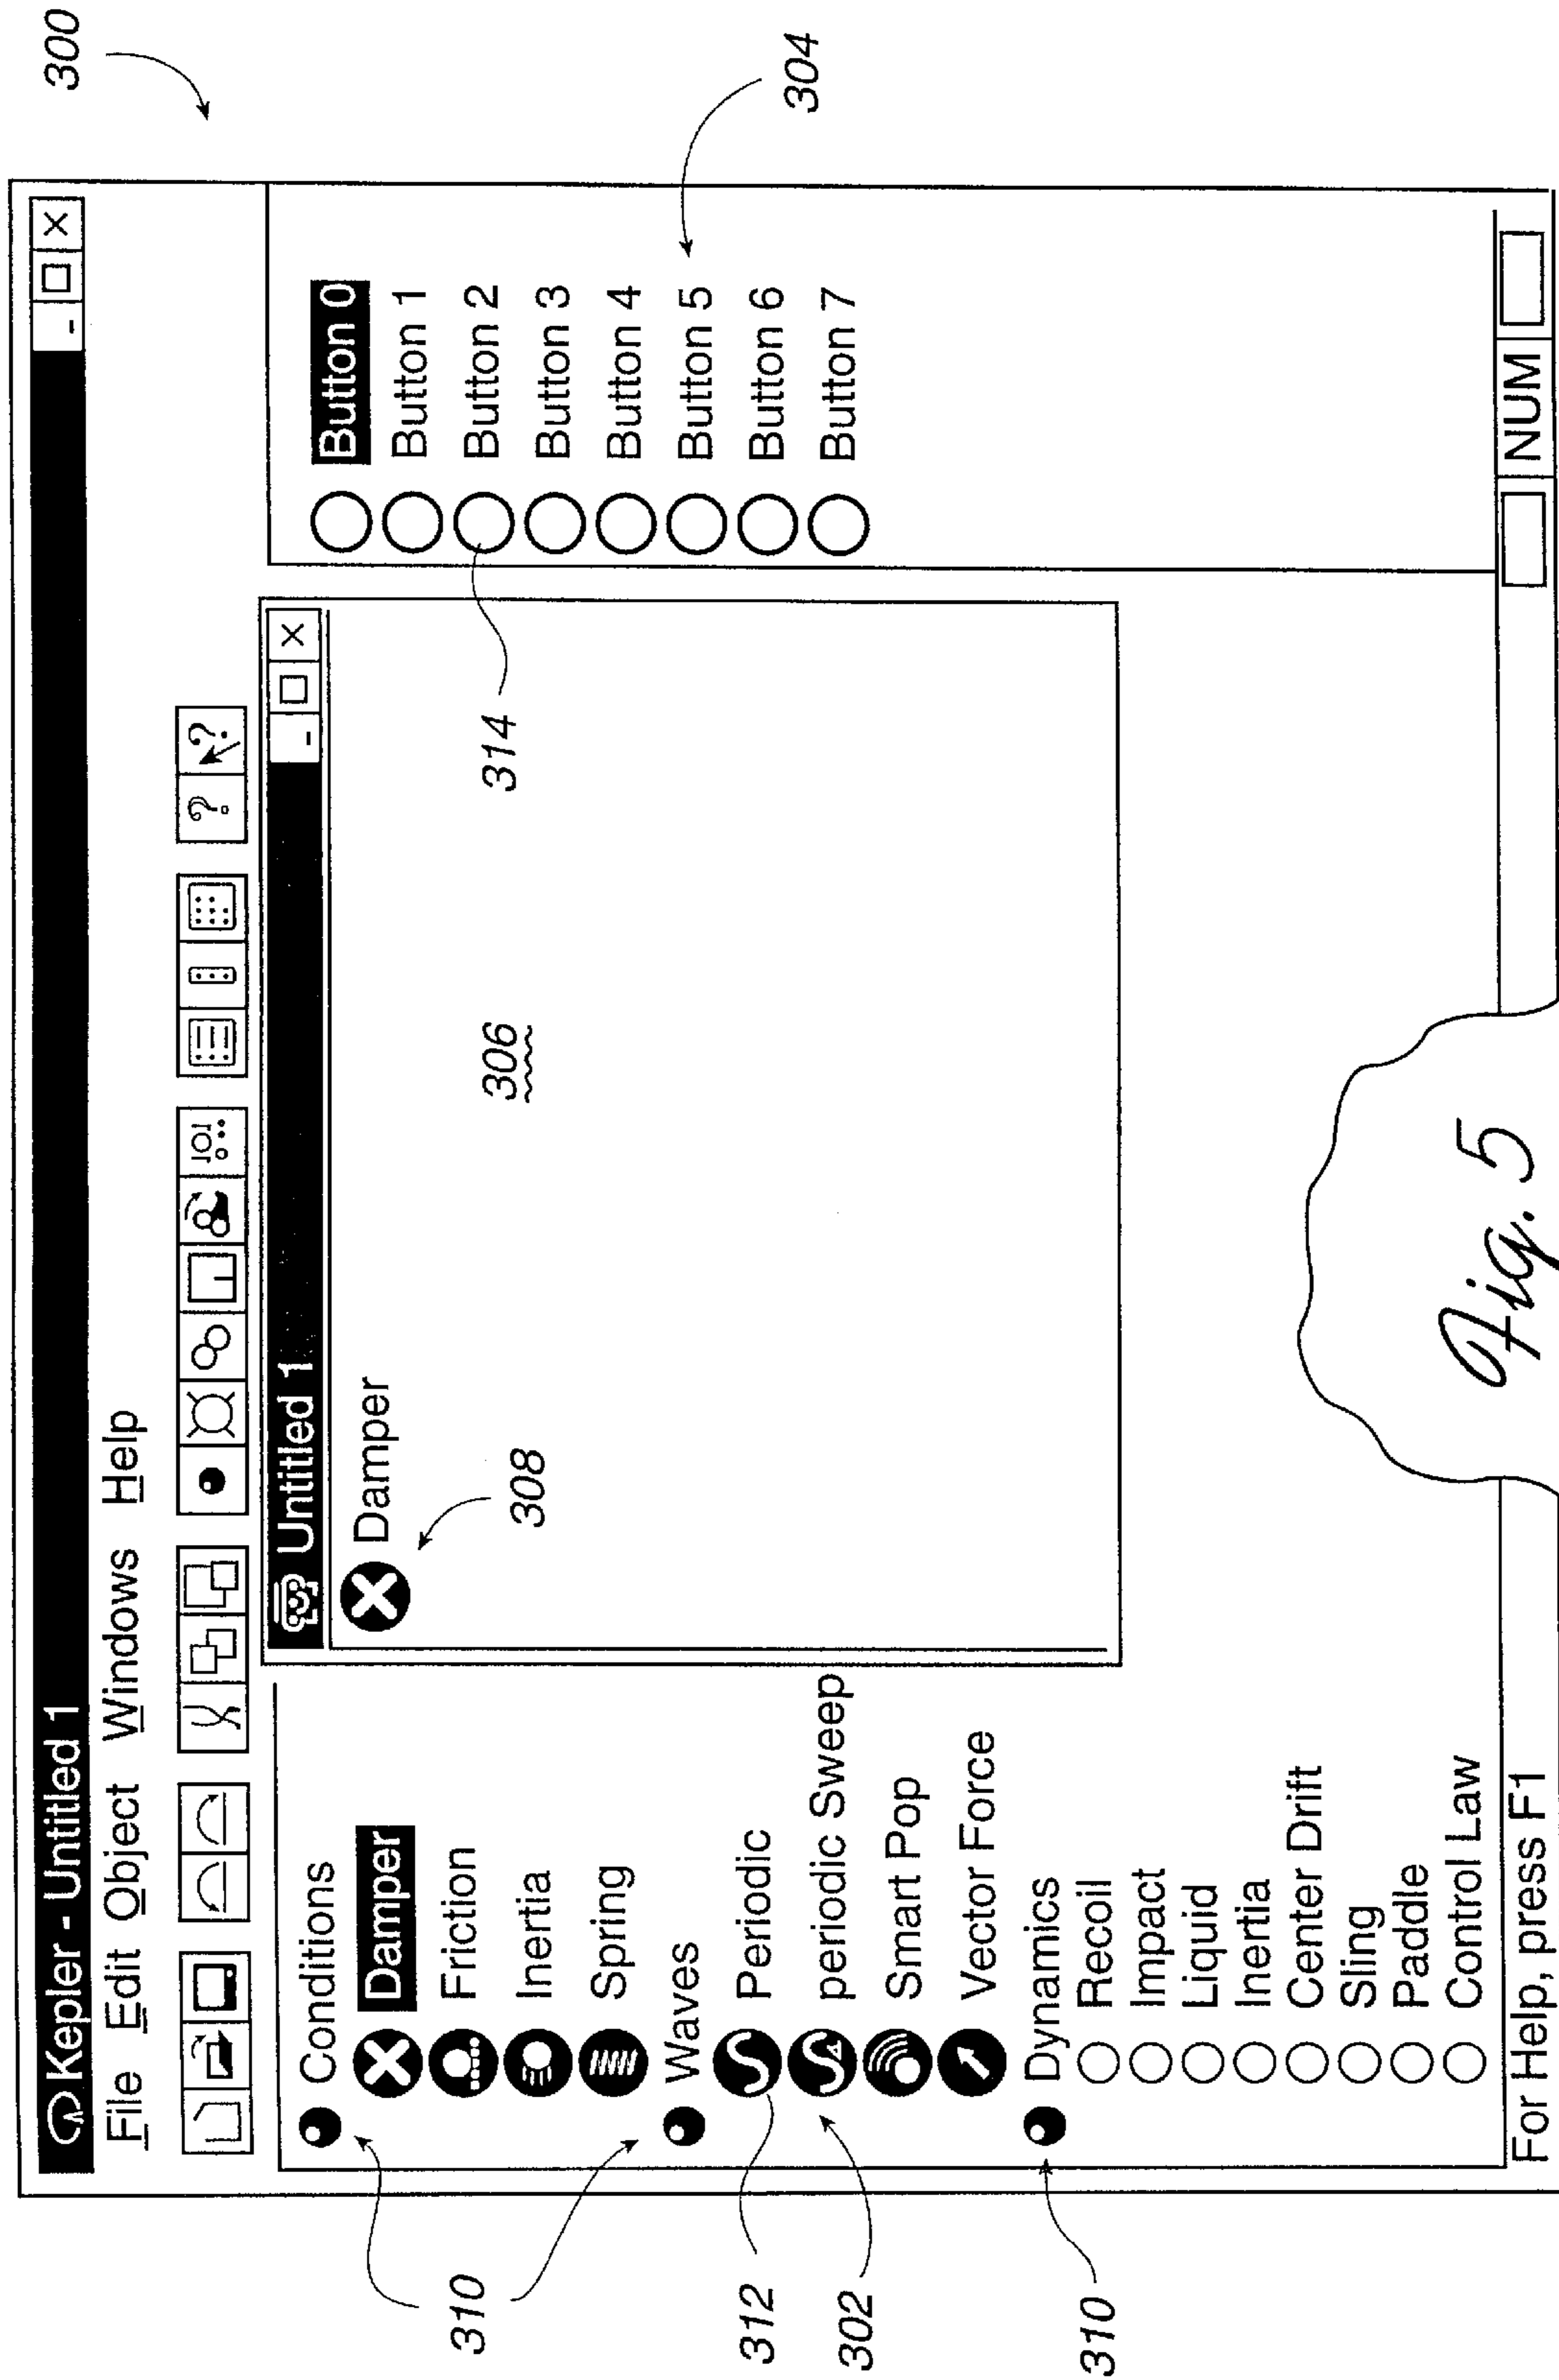 300
Kepler - Untitled 1
File Edit Object Windows Help
Conditions
Damper
Friction
Inertia
Spring
Waves
Periodic
periodic Sweep
Smart Pop
Vector Force
Dynamics
Recoil
Impact
Liquid
Inertia
Center Drift
Sling
Paddle
Control Law
310
312
302
310
Untitled 1
Damper
308
306
314
Button 0
Button 1
Button 2
Button 3
Button 4
Button 5
Button 6
Button 7
304
For Help, press F1
NUM
Fig. 5